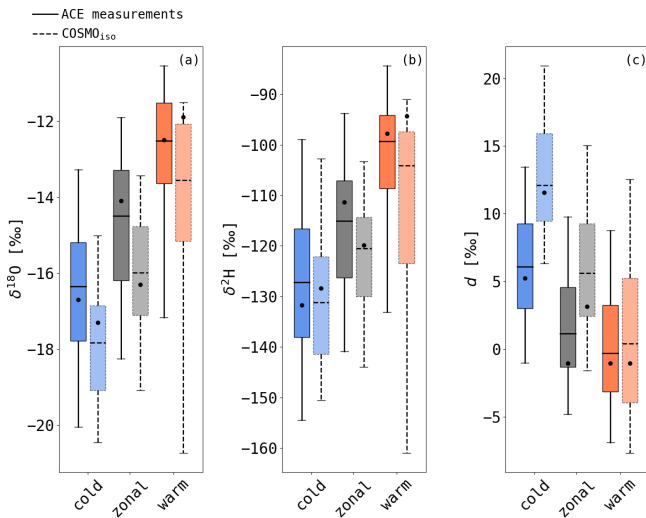 ACE measurements
COSMOiso
(a)
−12
−14
−16
−18
−20
δ18O [‰]
cold
zonal
warm
(b)
−90
−100
−110
−120
−130
−140
−150
−160
δ2H [‰]
cold
zonal
warm
(c)
20
15
10
5
0
−5
d [‰]
cold
zonal
warm